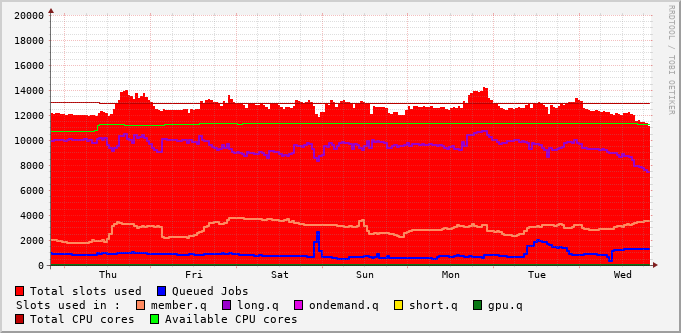 20000
18000
16000
14000
12000
10000
8000
6000
4000
2000
0
Thu Fri Sat Sun Mon Tue Wed
RRDTOOL / TOBI OETIKER
Total slots used Queued Jobs
Slots used in : member.q long.q ondemand.q short.q gpu.q
Total CPU cores Available CPU cores